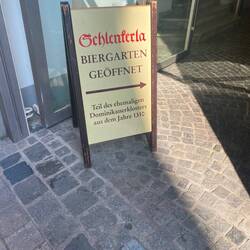 Schlenkerla
BIERGARTEN
GEÖFFNET
Teil des ehemaligen
Dominikanerklosters
aus dem Jahre 1310